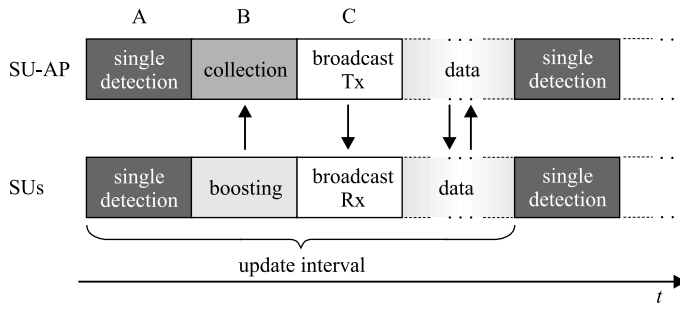 A B C
SU-AP single detection collection broadcast Tx data . . . single detection . . .
SUs single detection boosting broadcast Rx data . . . single detection . . .
update interval
t